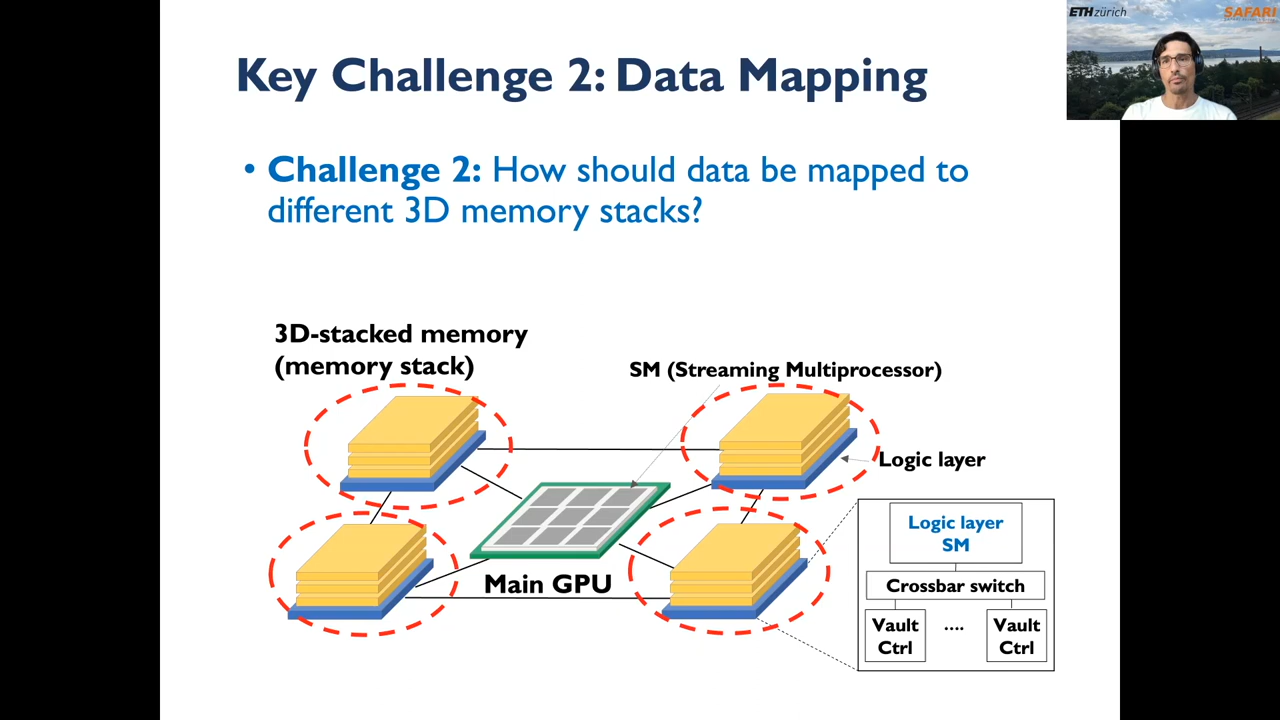 ETH zürich
SAFARI
Key Challenge 2: Data Mapping
• Challenge 2: How should data be mapped to
different 3D memory stacks?
3D-stacked memory
(memory stack)
SM (Streaming Multiprocessor)
Logic layer
Main GPU
Logic layer
SM
Crossbar switch
Vault
Ctrl
....
Vault
Ctrl